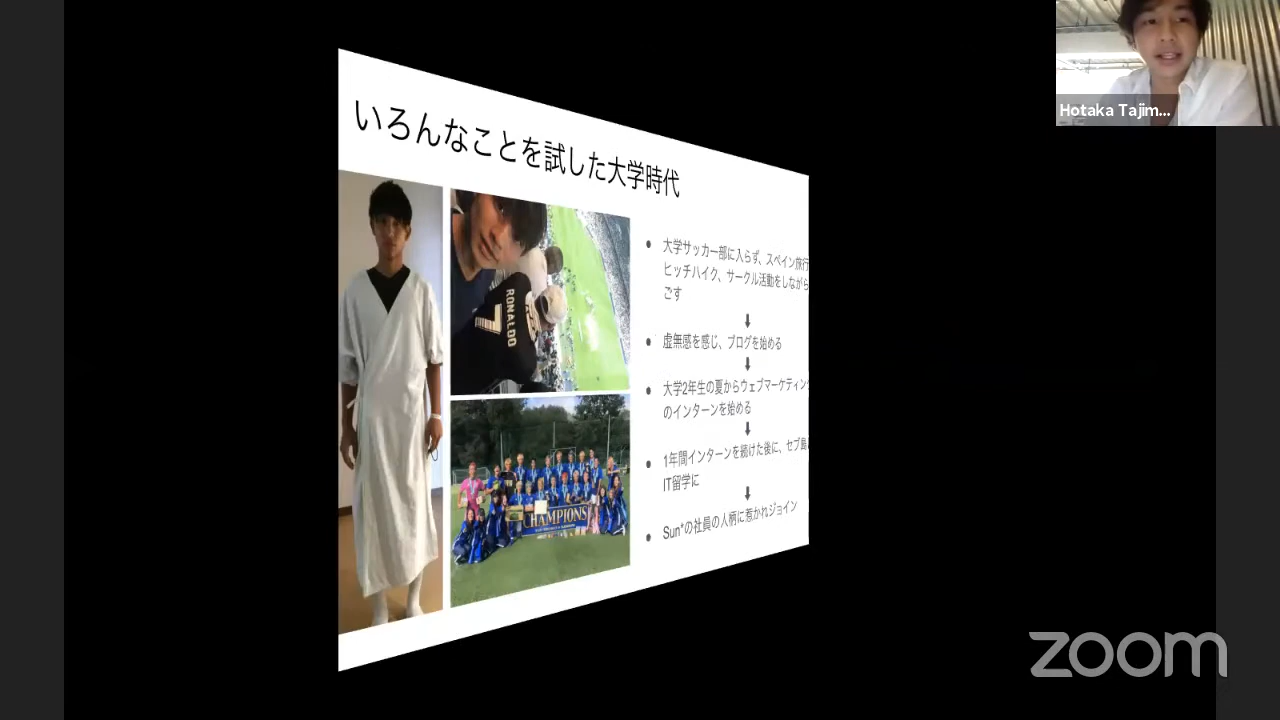 Hotaka Tajim...
いろんなことを試した大学時代
RONALDO
7
CHAMPIONS
• 大学サッカー部に入らず、スペイン旅行
ヒッチハイク、サークル活動をしながら
ごす
⬇
• 虚無感を感じ、ブログを始める
⬇
• 大学2年生の夏からウェブマーケティング
のインターンを始める
⬇
• 1年間インターンを続けた後に、セブ島
IT留学に
⬇
• Sun*の社員の人柄に惹かれジョイン
zoom